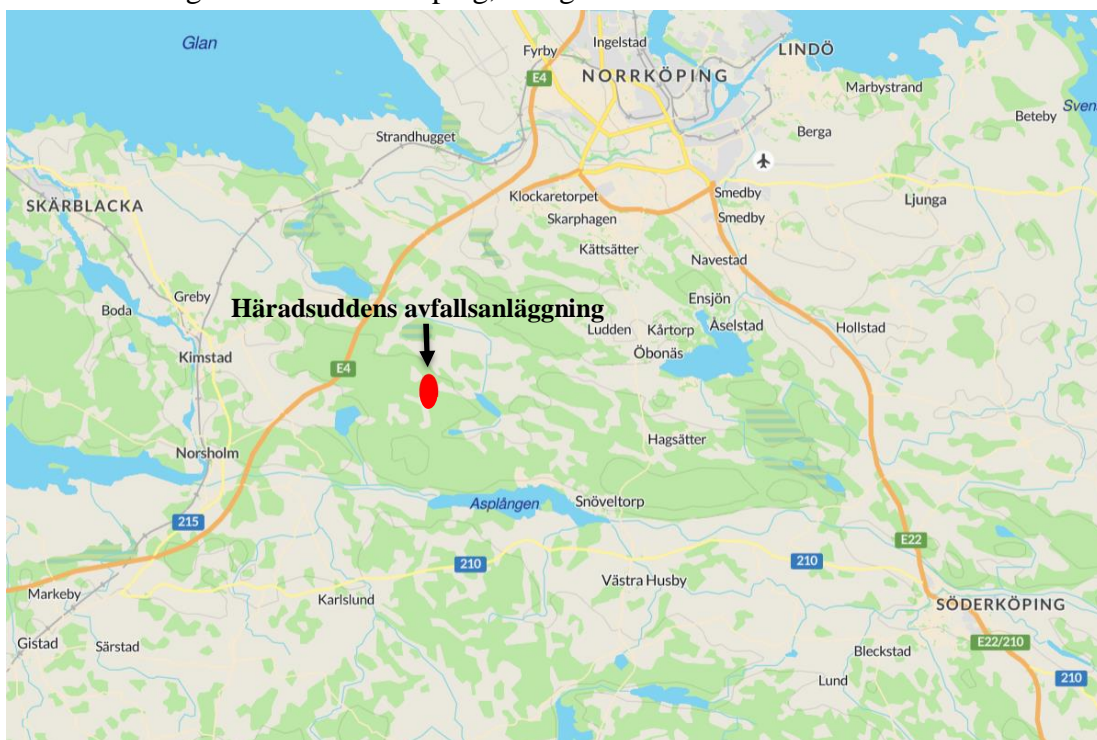 Glan
Fyrby
Ingelstad
LINDÖ
NORRKÖPING
E4
Marbystrand
Beteby
Sven
Strandhugget
Berga
SKÄRBLACKA
Klockaretorpet
Smedby
Ljunga
Skarphagen
Smedby
Kättsätter
Navestad
Greby
Boda
Häradsuddens avfallsanläggning
Ensjön
Ludden
Kårtorp
Åselstad
Hollstad
Kimstad
Öbonäs
E4
Norsholm
Hagsätter
Asplången
Snöveltorp
215
E22
210
210
Markeby
Karlslund
Västra Husby
SÖDERKÖPING
Gistad
Särstad
Bleckstad
E22/210
Lund
210